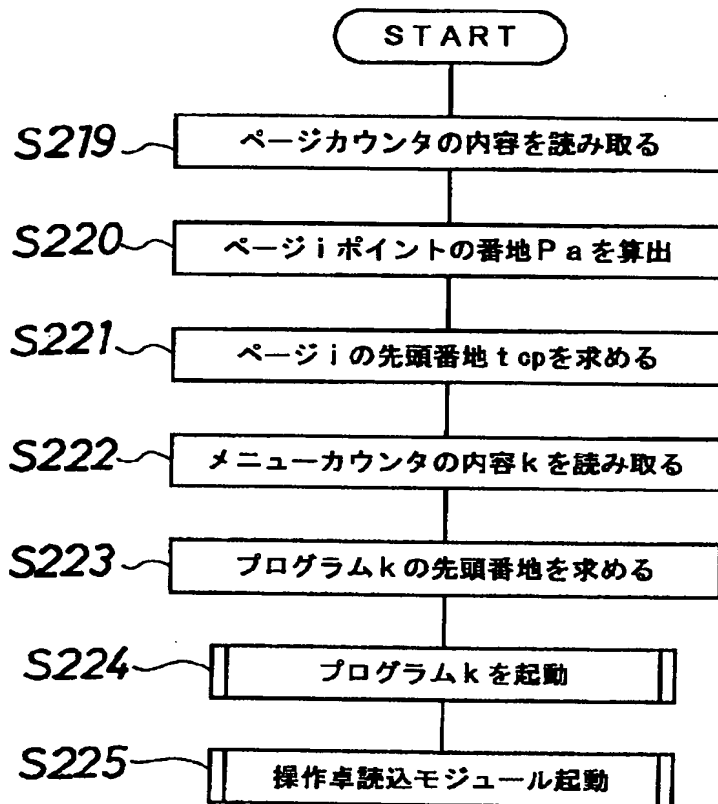 START
S219 ページカウンタの内容を読み取る
S220 ページiポイントの番地Paを算出
S221 ページiの先頭番地tcpを求める
S222 メニューカウンタの内容kを読み取る
S223 プログラムkの先頭番地を求める
S224 プログラムkを起動
S225 操作卓読込モジュール起動